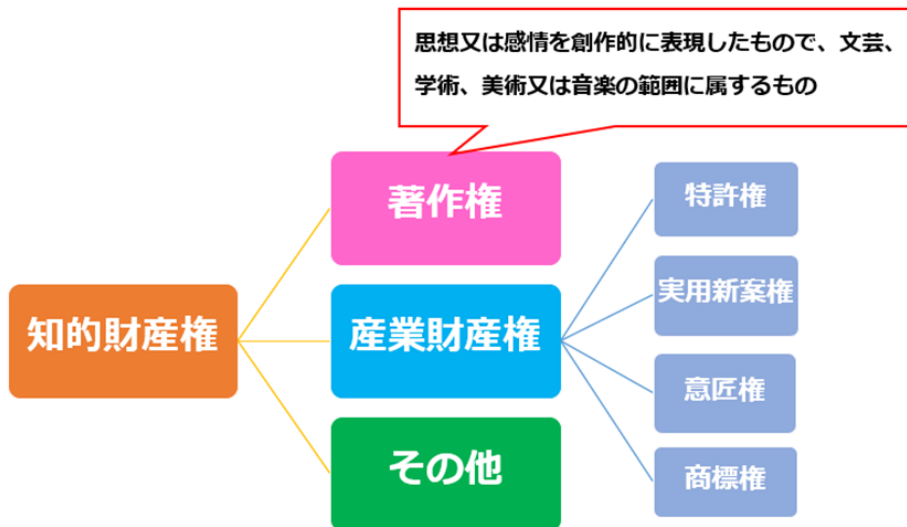 思想又は感情を創作的に表現したもので、文芸、
学術、美術又は音楽の範囲に属するもの
著作権
特許権
実用新案権
知的財産権
産業財産権
意匠権
その他
商標権